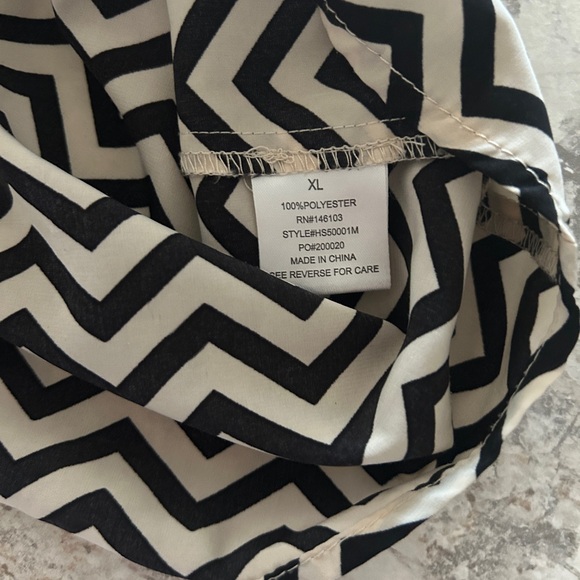 XL
100%POLYESTER
RN#146103
STYLE#HS50001M
PO#200020
MADE IN CHINA
SEE REVERSE FOR CARE